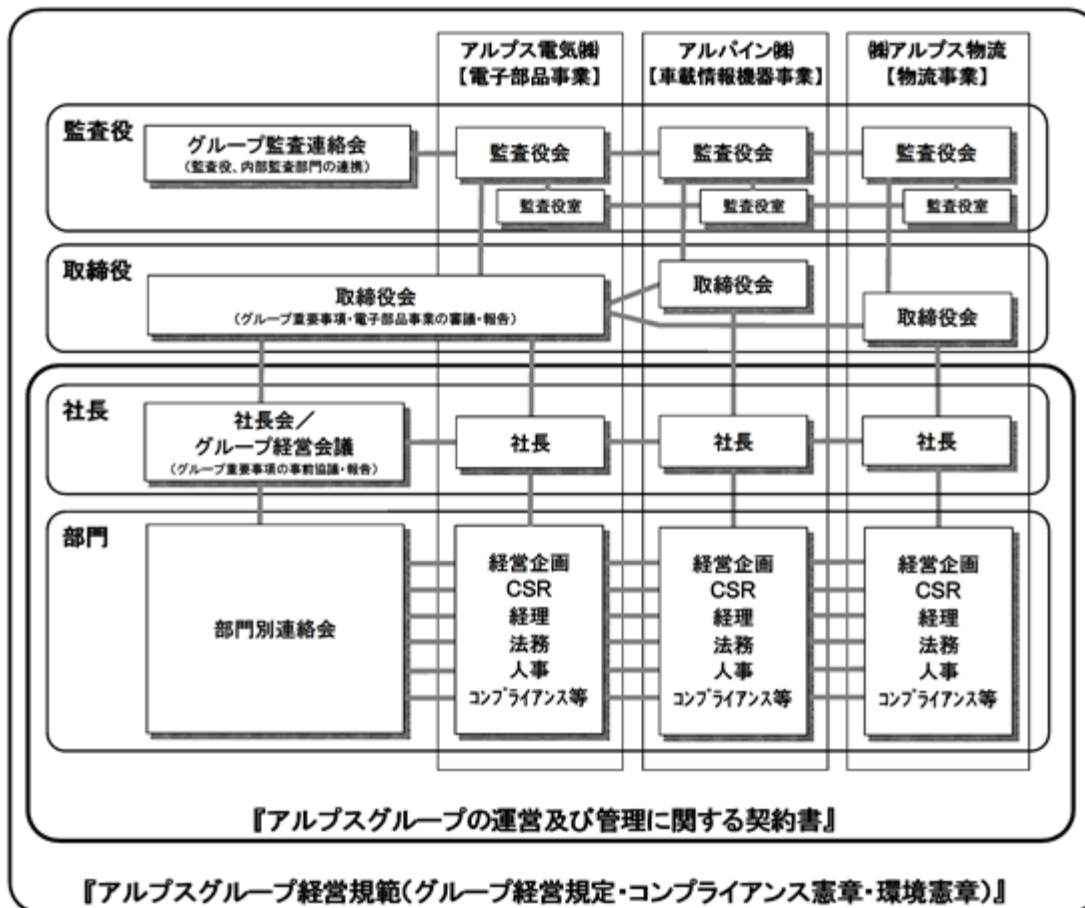 アルプス電気㈱
【電子部品事業】
アルパイン㈱
【車載情報機器事業】
㈱アルプス物流
【物流事業】
監査役
グループ監査連絡会
(監査役、内部監査部門の連携)
監査役会
監査役会
監査役会
監査役室
監査役室
監査役室
取締役
取締役会
(グループ重要事項・電子部品事業の審議・報告)
取締役会
取締役会
社長
社長会／
グループ経営会議
(グループ重要事項の事前協議・報告)
社長
社長
社長
部門
部門別連絡会
経営企画
CSR
経理
法務
人事
コンプライアンス等
経営企画
CSR
経理
法務
人事
コンプライアンス等
経営企画
CSR
経理
法務
人事
コンプライアンス等
『アルプスグループの運営及び管理に関する契約書』
『アルプスグループ経営規範(グループ経営規定・コンプライアンス憲章・環境憲章)』